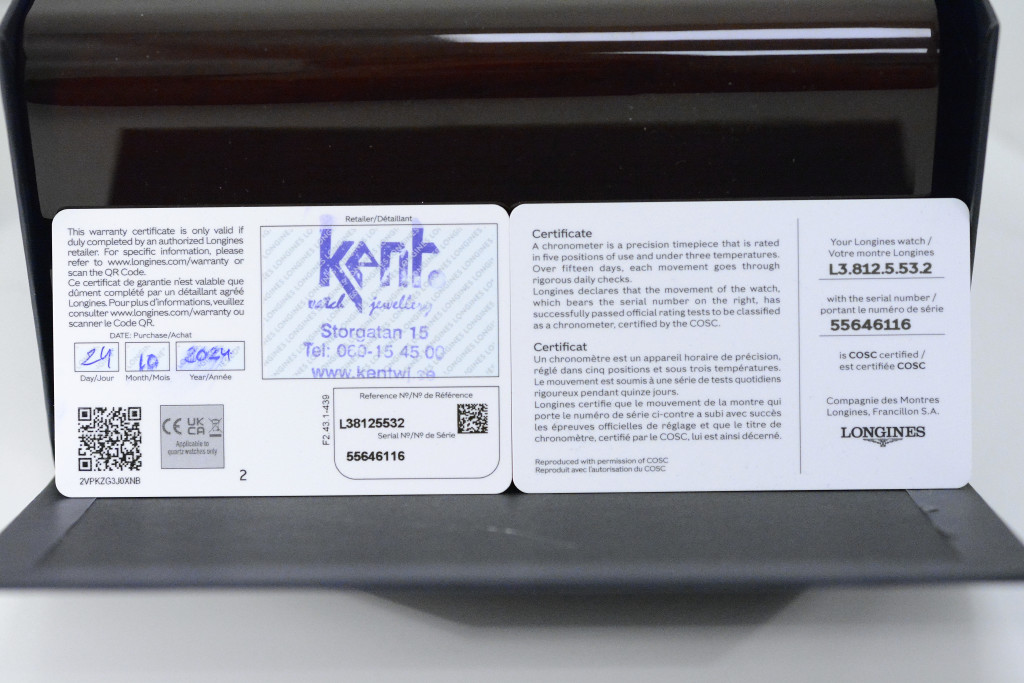 This warranty certificate is only valid if
duly completed by an authorized Longines
retailer. For specific information, please
refer to www.longines.com/warranty or
scan the QR Code.
Ce certificat de garantie n'est valable que
dûment complété par un détaillant agréé
Longines. Pour plus d'informations, veuillez
consulter www.longines.com/warranty ou
scanner le Code QR.
DATE: Purchase/Achat
24 10 2024
Day/Jour Month/Mois Year/Année
2VPKZG3J0XNB
CE UK CA
Applicable to
quartz watches only
2
Retailer/Détaillant
kent.
watch jewellery
Storgatan 15
Tel: 060-15 45 00
F2.43.1-439
Reference Nº/Nº de Référence
L38125532
Serial Nº/Nº de Série
55646116
Certificate
A chronometer is a precision timepiece that is rated
in five positions of use and under three temperatures.
Over fifteen days, each movement goes through
rigorous daily checks.
Longines declares that the movement of the watch,
which bears the serial number on the right, has
successfully passed official rating tests to be classified
as a chronometer, certified by the COSC.
Certificat
Un chronomètre est un appareil horaire de précision,
réglé dans cinq positions et sous trois températures.
Le mouvement est soumis à une série de tests quotidiens
rigoureux pendant quinze jours.
Longines certifie que le mouvement de la montre qui
porte le numéro de série ci-contre a subi avec succès
les épreuves officielles de réglage et que le titre de
chronomètre, certifié par le COSC, lui est ainsi décerné.
Reproduced with permission of COSC
Reproduit avec l'autorisation du COSC
Your Longines watch /
Votre montre Longines
L3.812.5.53.2
with the serial number /
portant le numéro de série
55646116
is COSC certified /
est certifiée COSC
Compagnie des Montres
Longines, Francillon S.A.
LONGINES